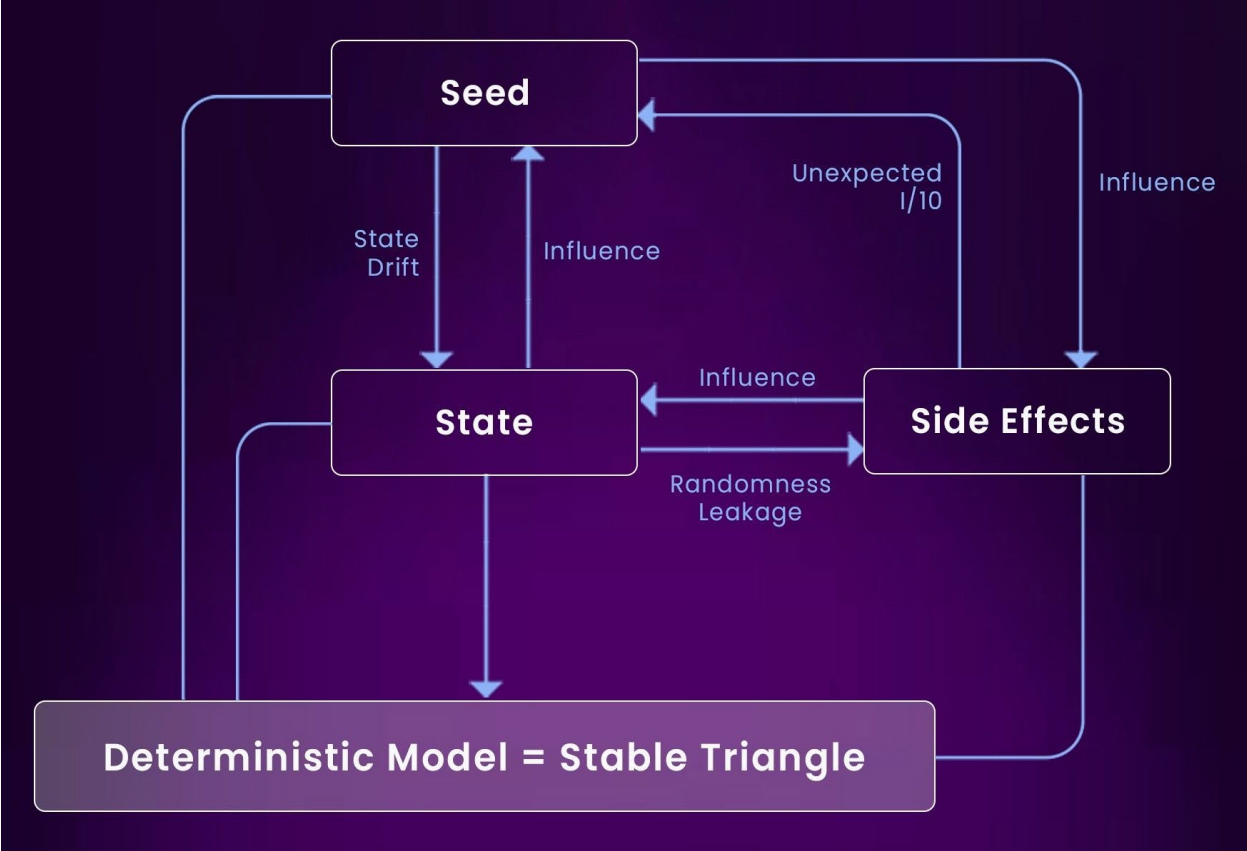 Seed
Unexpected
I/10
Influence
State
Drift
Influence
Influence
State
Side Effects
Randomness
Leakage
Deterministic Model = Stable Triangle